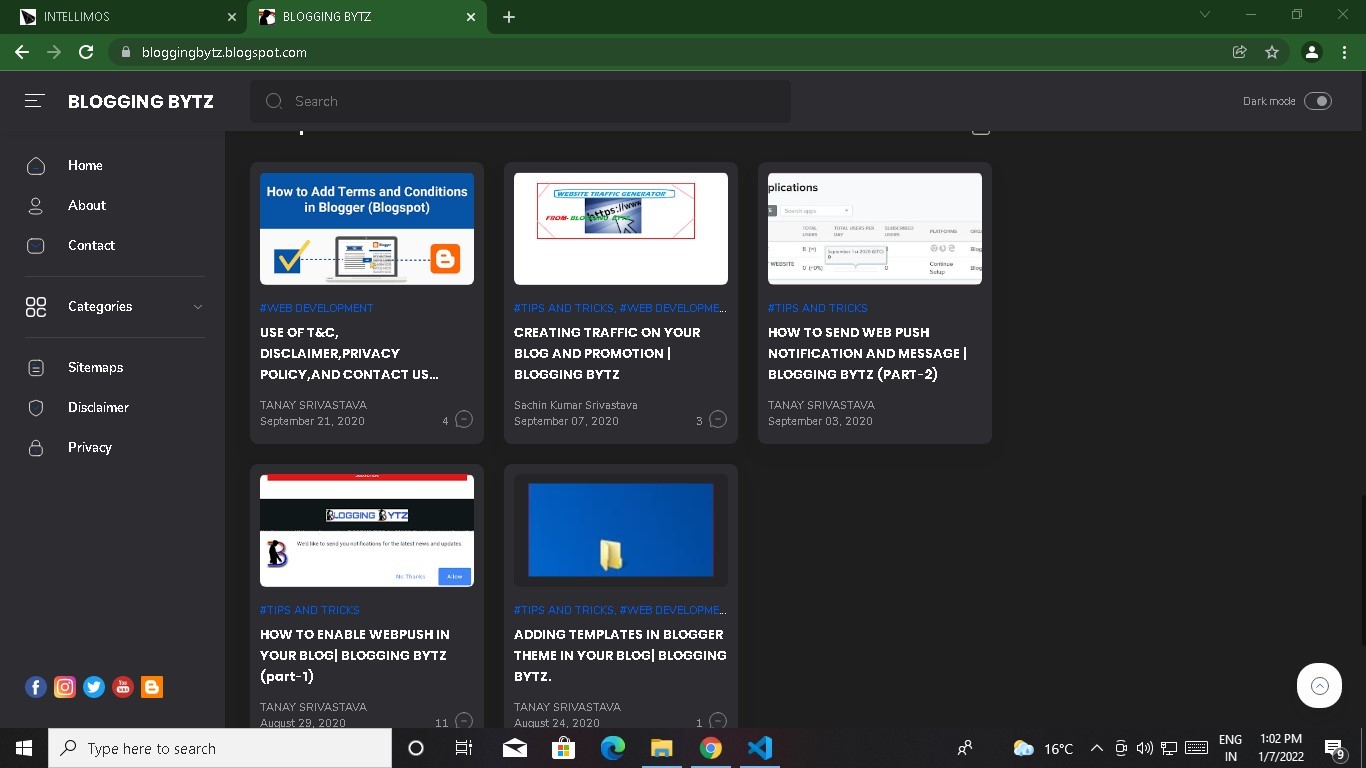 INTELLIMOS
BLOGGING BYTZ
bloggingbytz.blogspot.com
BLOGGING BYTZ
Search
Dark mode
Home
About
Contact
Categories
Sitemaps
Disclaimer
Privacy
How to Add Terms and Conditions
in Blogger (Blogspot)
Blogger
#WEB DEVELOPMENT
USE OF T&C,
DISCLAIMER,PRIVACY
POLICY,AND CONTACT US...
TANAY SRIVASTAVA
September 21, 2020
4
WEBSITE TRAFFIC GENERATOR
https://www
FROM- BLOGGING BYTZ
#TIPS AND TRICKS, #WEB DEVELOPME...
CREATING TRAFFIC ON YOUR
BLOG AND PROMOTION |
BLOGGING BYTZ
Sachin Kumar Srivastava
September 07, 2020
3
plications
Search apps
TOTAL USERS
TOTAL USERS PER DAY
SUBSCRIBED USERS
PLATFORMS
WEBSITE
Continue
Setup
Blog
#TIPS AND TRICKS
HOW TO SEND WEB PUSH
NOTIFICATION AND MESSAGE |
BLOGGING BYTZ (PART-2)
TANAY SRIVASTAVA
September 03, 2020
BLOGGING BYTZ
We'd like to send you notifications for the latest news and updates.
No Thanks
Allow
#TIPS AND TRICKS
HOW TO ENABLE WEBPUSH IN
YOUR BLOG| BLOGGING BYTZ
(part-1)
TANAY SRIVASTAVA
August 29, 2020
11
#TIPS AND TRICKS, #WEB DEVELOPME...
ADDING TEMPLATES IN BLOGGER
THEME IN YOUR BLOG| BLOGGING
BYTZ.
TANAY SRIVASTAVA
August 24, 2020
1
Type here to search
16°C
ENG
IN
1:02 PM
1/7/2022
9